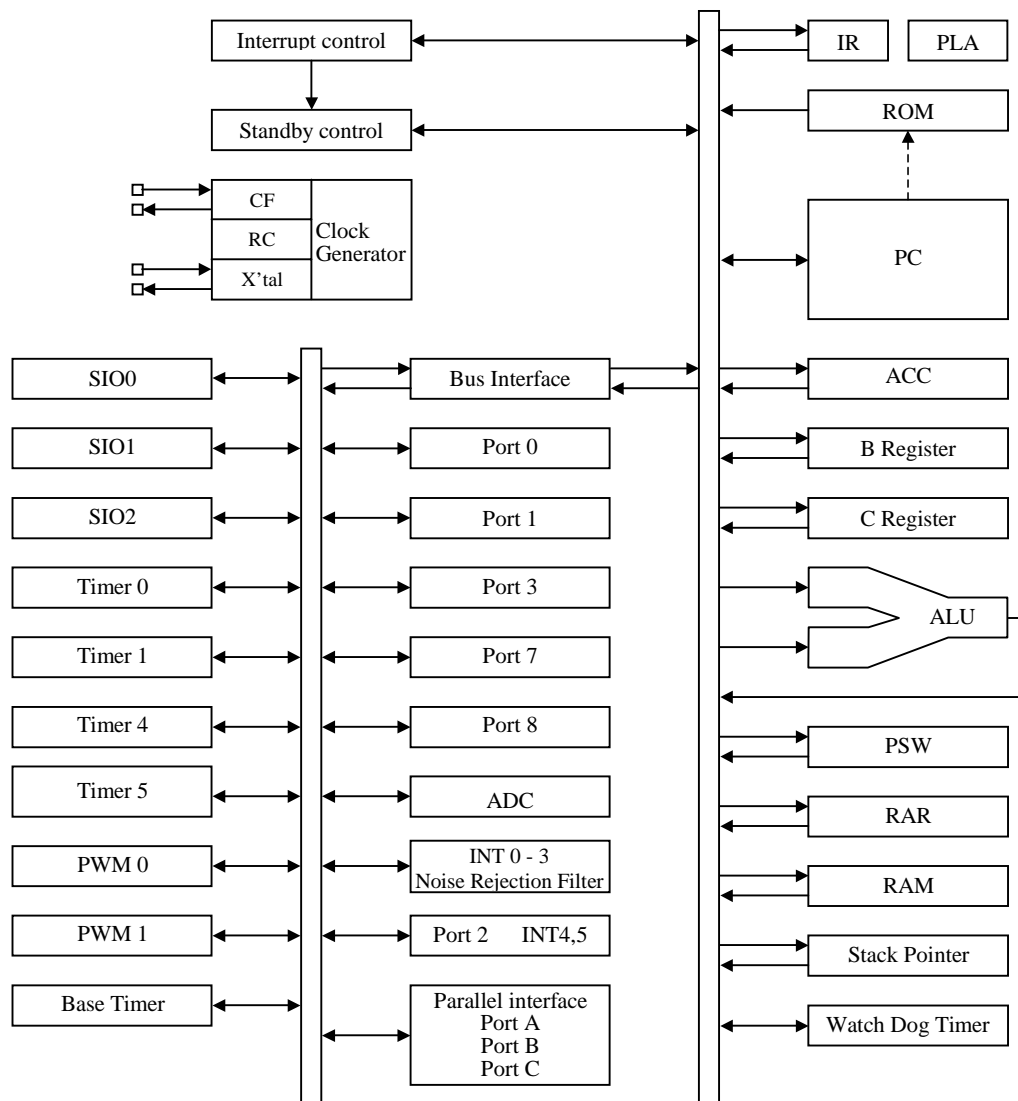 Interrupt control
IR
PLA
Standby control
ROM
CF
RC
X’tal
Clock
Generator
PC
SIO0
Bus Interface
ACC
SIO1
Port 0
B Register
SIO2
Port 1
C Register
Timer 0
Port 3
ALU
Timer 1
Port 7
Timer 4
Port 8
PSW
Timer 5
ADC
RAR
PWM 0
INT 0 - 3
Noise Rejection Filter
RAM
PWM 1
Port 2 INT4,5
Stack Pointer
Base Timer
Parallel interface
Port A
Port B
Port C
Watch Dog Timer